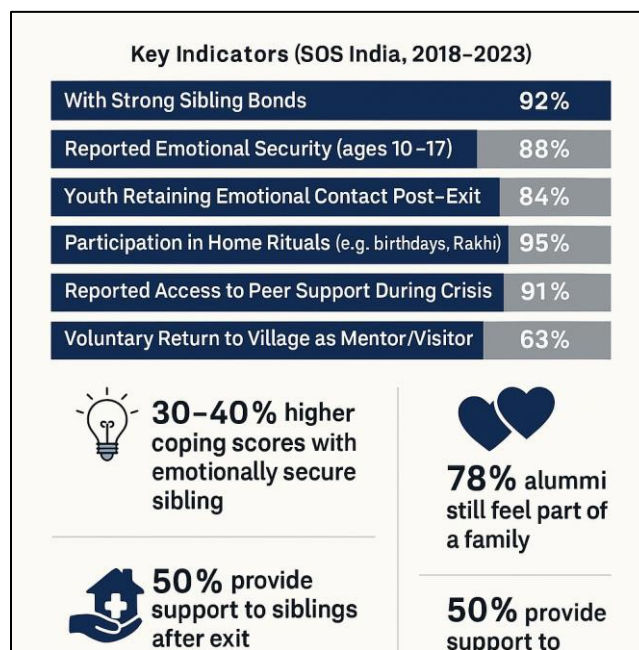 Key Indicators (SOS India, 2018–2023)
With Strong Sibling Bonds 92%
Reported Emotional Security (ages 10–17) 88%
Youth Retaining Emotional Contact Post–Exit 84%
Participation in Home Rituals (e.g. birthdays, Rakhi) 95%
Reported Access to Peer Support During Crisis 91%
Voluntary Return to Village as Mentor/Visitor 63%
30–40% higher
coping scores with
emotionally secure
sibling
78% alummi
still feel part of
a family
50% provide
support to siblings
after exit
50% provide
support to